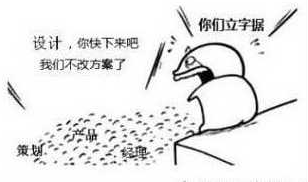 你们立字据
设计，你快下来吧
我们不改方案了
产品
策划
经理